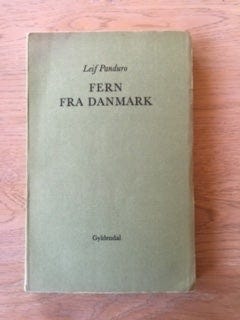 Leif Panduro
FERN
FRA DANMARK
Gyldendal